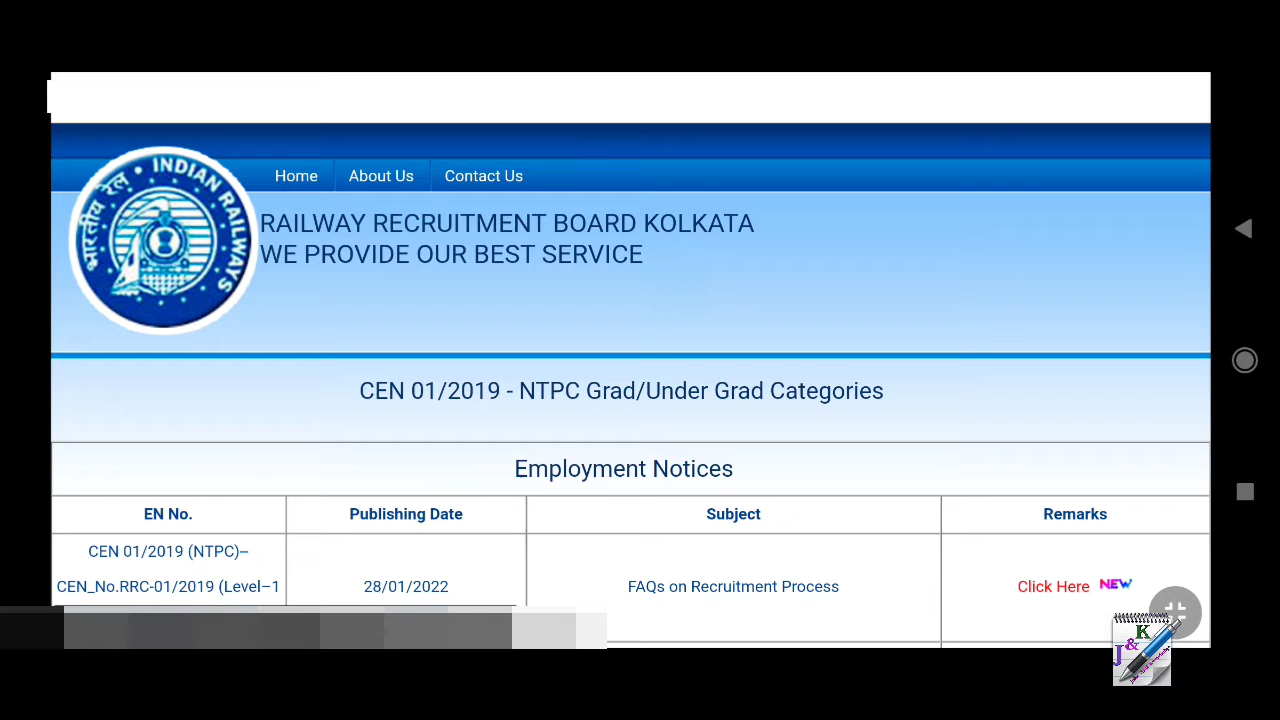 Home About Us Contact Us
भारतीय रेल • INDIAN RAILWAYS
RAILWAY RECRUITMENT BOARD KOLKATA
WE PROVIDE OUR BEST SERVICE
CEN 01/2019 - NTPC Grad/Under Grad Categories
Employment Notices
EN No. Publishing Date Subject Remarks
CEN 01/2019 (NTPC)–
CEN_No.RRC-01/2019 (Level–1 28/01/2022 FAQs on Recruitment Process Click Here NEW
J&K